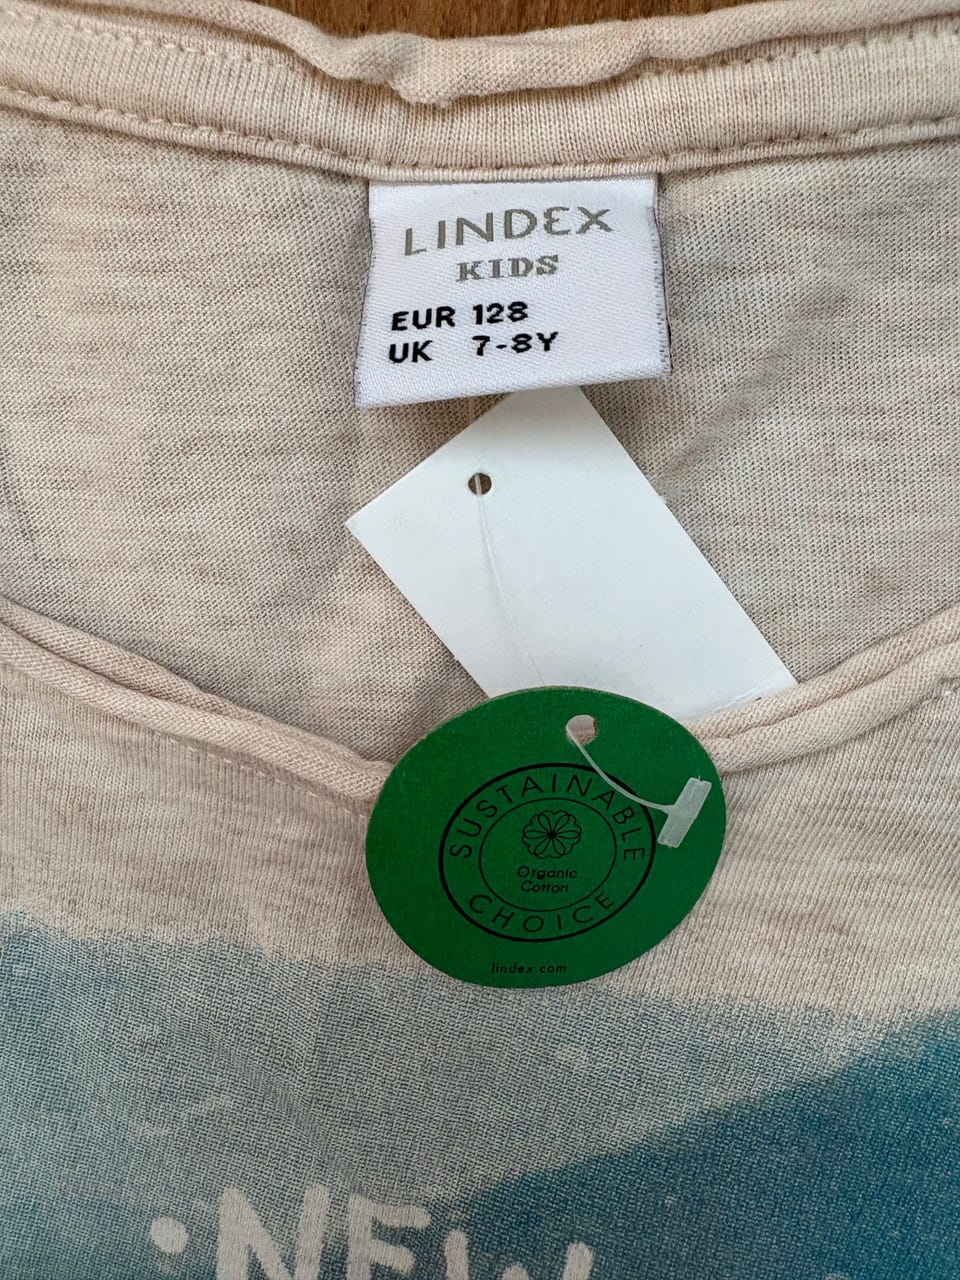 LINDEX
KIDS
EUR 128
UK 7-8Y
SUSTAINABLE
Organic
Cotton
CHOICE
lindex.com
NEW